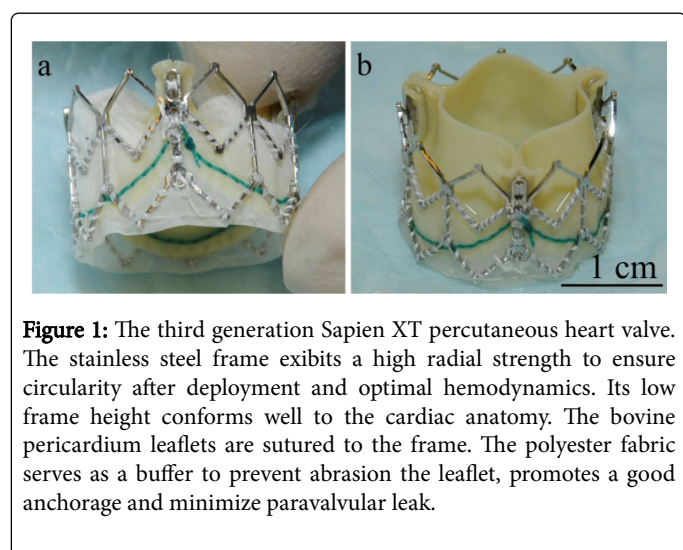 a
b
1 cm
Figure 1: The third generation Sapien XT percutaneous heart valve.
The stainless steel frame exibits a high radial strength to ensure
circularity after deployment and optimal hemodynamics. Its low
frame height conforms well to the cardiac anatomy. The bovine
pericardium leaflets are sutured to the frame. The polyester fabric
serves as a buffer to prevent abrasion the leaflet, promotes a good
anchorage and minimize paravalvular leak.